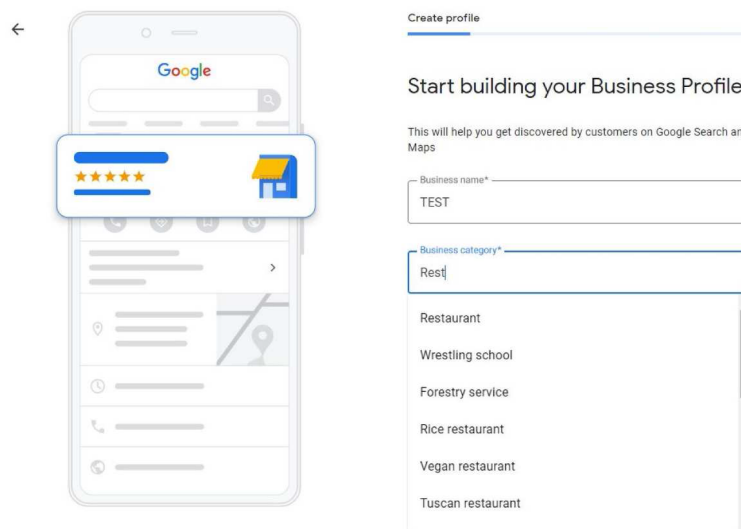 Create profile
Google
Start building your Business Profile
This will help you get discovered by customers on Google Search
Maps
Business name*
TEST
Business category*
Rest
Restaurant
Wrestling school
Forestry service
Rice restaurant
Vegan restaurant
Tuscan restaurant